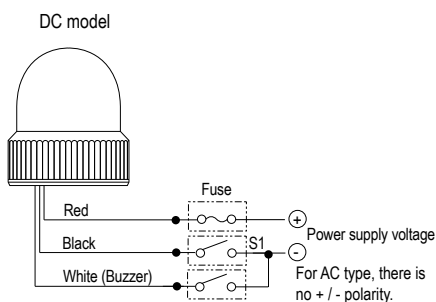 DC model
Fuse
Red
+
Power supply voltage
Black
S1
-
White (Buzzer)
For AC type, there is
no + / - polarity.